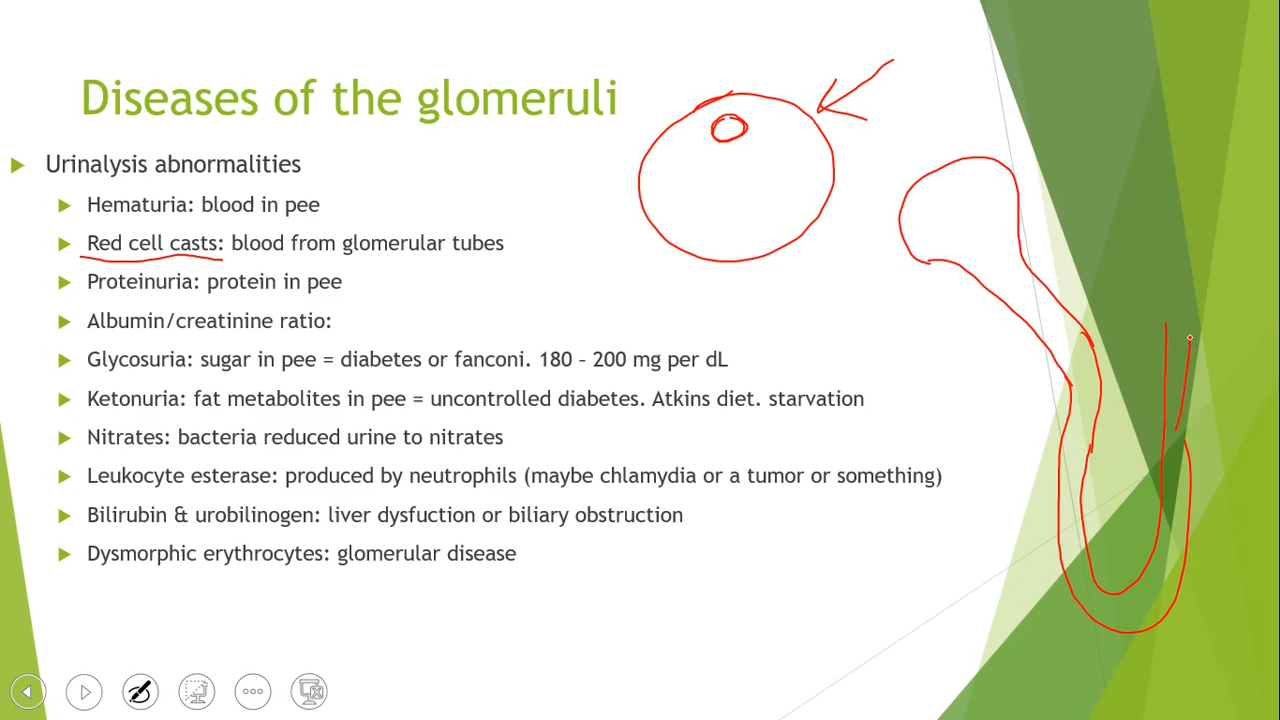 Diseases of the glomeruli
Urinalysis abnormalities
Hematuria: blood in pee
Red cell casts: blood from glomerular tubes
Proteinuria: protein in pee
Albumin/creatinine ratio:
Glycosuria: sugar in pee = diabetes or fanconi. 180 – 200 mg per dL
Ketonuria: fat metabolites in pee = uncontrolled diabetes. Atkins diet. starvation
Nitrates: bacteria reduced urine to nitrates
Leukocyte esterase: produced by neutrophils (maybe chlamydia or a tumor or something)
Bilirubin & urobilinogen: liver dysfuction or biliary obstruction
Dysmorphic erythrocytes: glomerular disease